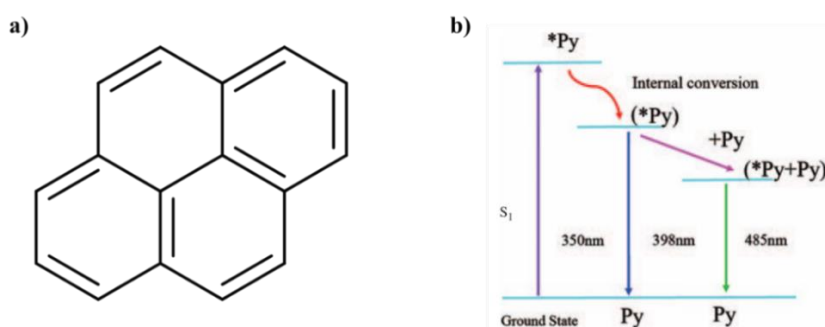 a)
b)
*Py
Internal conversion
(*Py)
+Py
(*Py+Py)
S1
350nm
398nm
485nm
Ground State
Py
Py